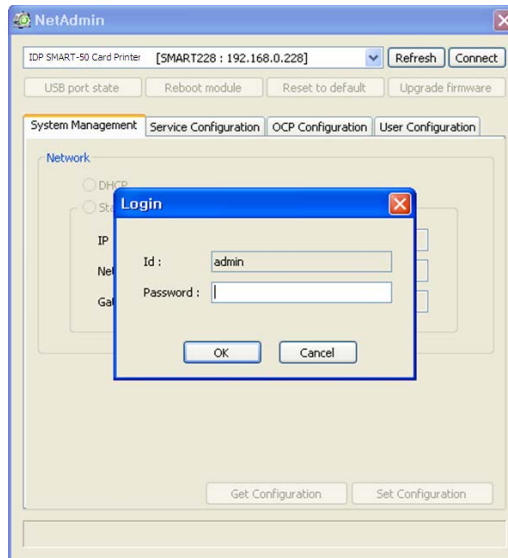 NetAdmin
IDP SMART-50 Card Printer [SMART228 : 192.168.0.228] Refresh Connect
USB port state Reboot module Reset to default Upgrade firmware
System Management Service Configuration OCP Configuration User Configuration
Network
DHCP
Login
IP
Id : admin
Password :
OK Cancel
Get Configuration Set Configuration